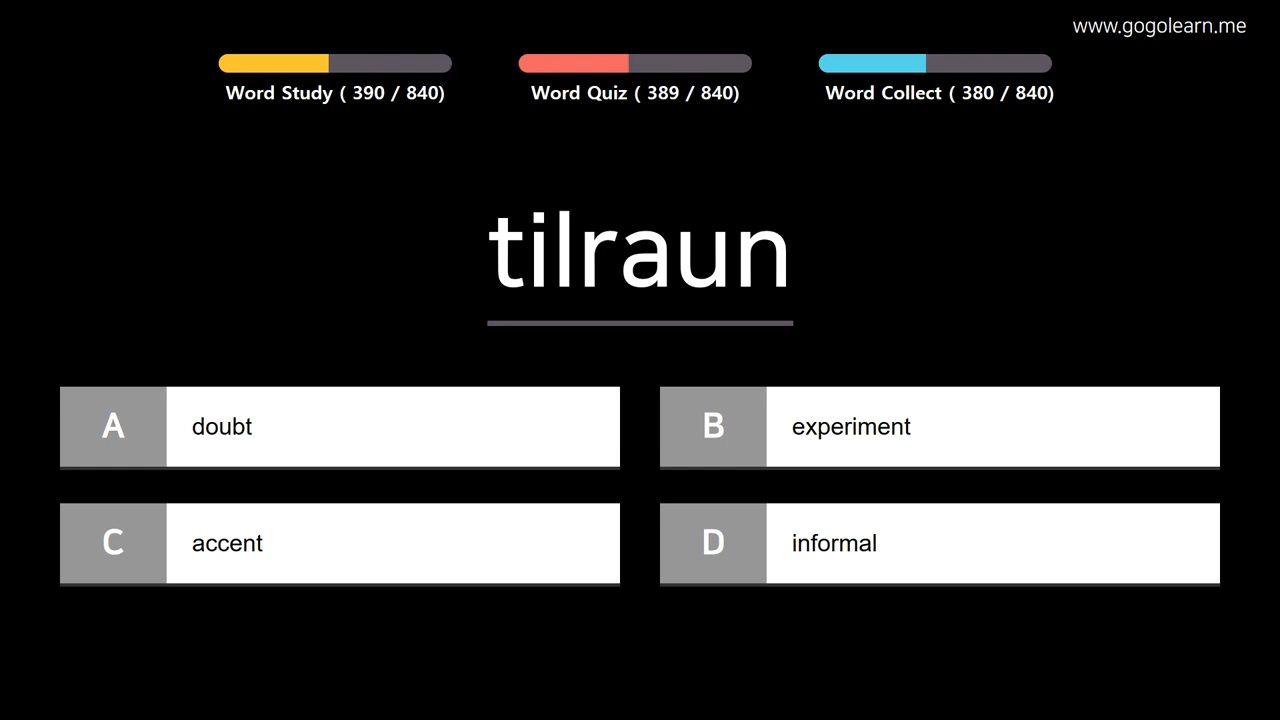 www.gogolearn.me
Word Study ( 390 / 840)
Word Quiz ( 389 / 840)
Word Collect ( 380 / 840)
tilraun
A doubt
B experiment
C accent
D informal